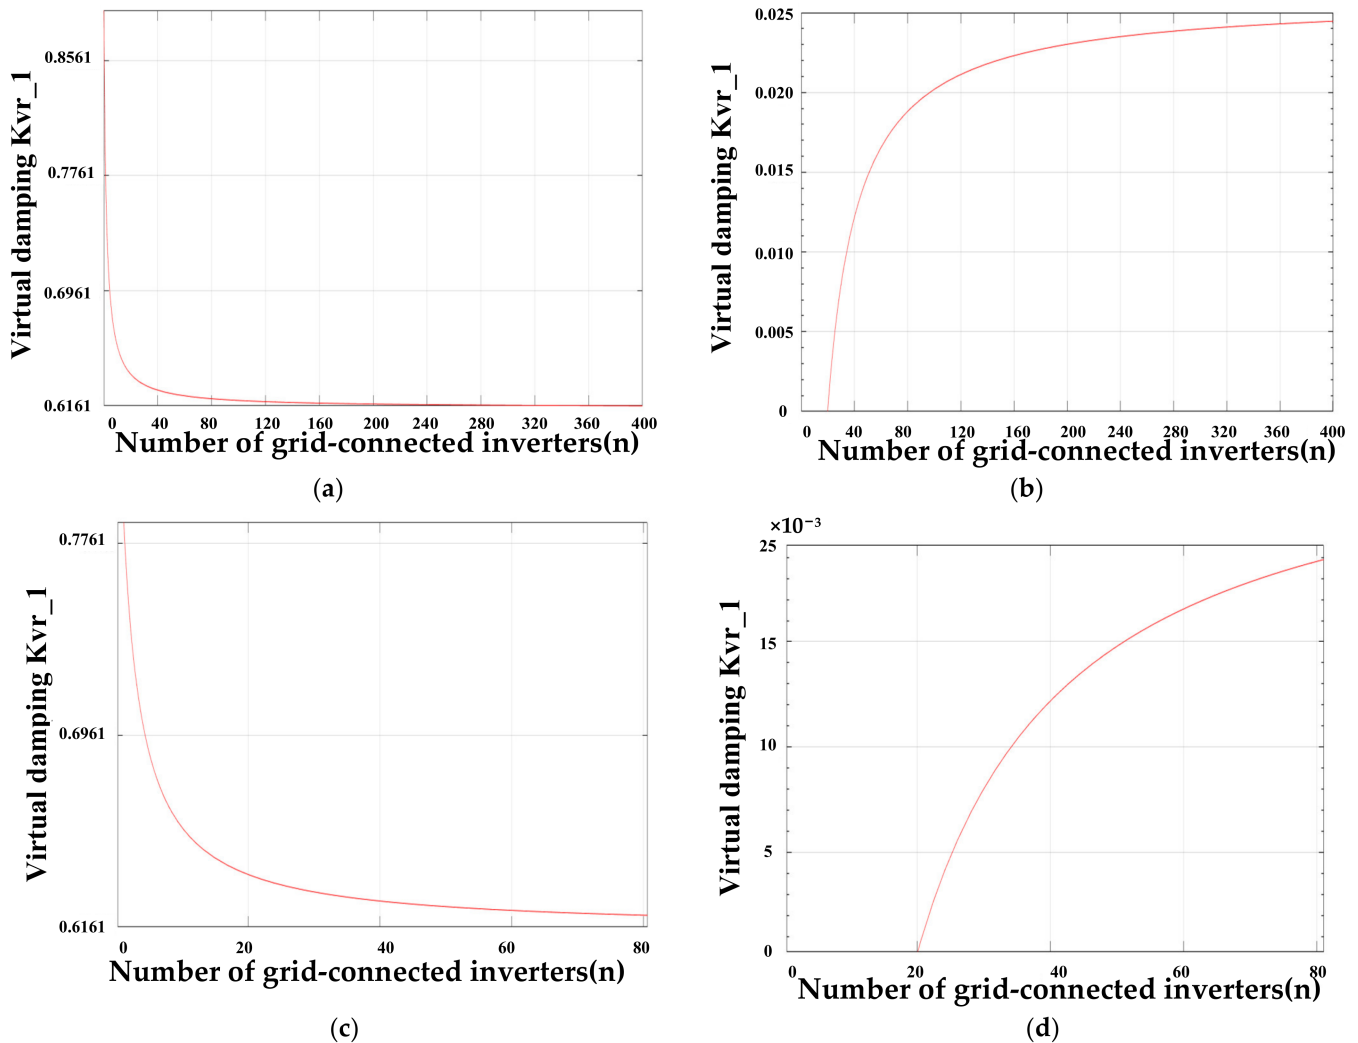 Virtual damping Kvr_1
0.8561
0.7761
0.6961
0.6161
0 40 80 120 160 200 240 280 320 360 400
Number of grid-connected inverters(n)
(a)
Virtual damping Kvr_1
0.025
0.020
0.015
0.010
0.005
0
0 40 80 120 160 200 240 280 320 360 400
Number of grid-connected inverters(n)
(b)
Virtual damping Kvr_1
0.7761
0.6961
0.6161
0 20 40 60 80
Number of grid-connected inverters(n)
(c)
×10⁻³
Virtual damping Kvr_1
25
15
10
5
0
0 20 40 60 80
Number of grid-connected inverters(n)
(d)